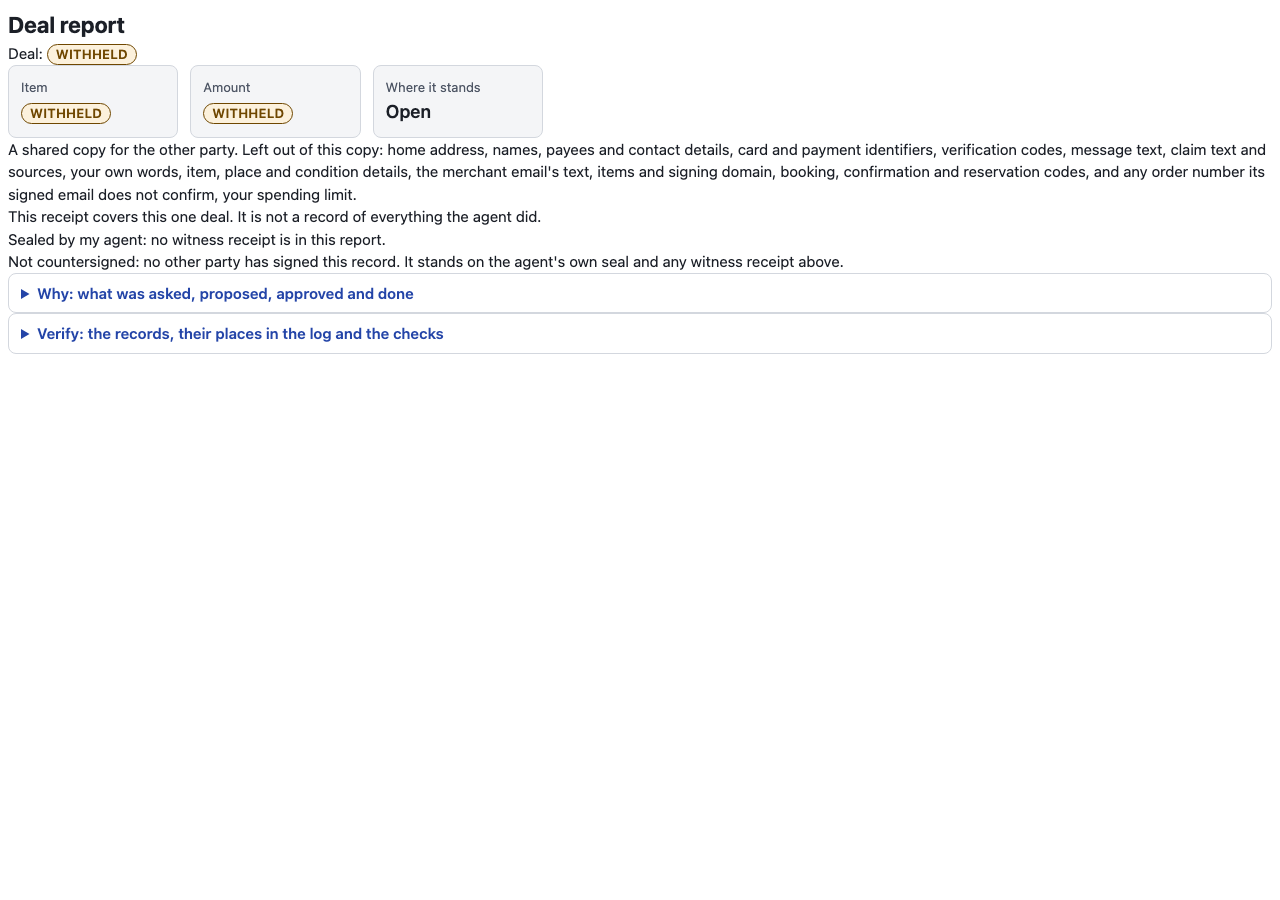 Deal report
Deal: WITHHELD
Item
WITHHELD
Amount
WITHHELD
Where it stands
Open
A shared copy for the other party. Left out of this copy: home address, names, payees and contact details, card and payment identifiers, verification codes, message text, claim text and
sources, your own words, item, place and condition details, the merchant email's text, items and signing domain, booking, confirmation and reservation codes, and any order number its
signed email does not confirm, your spending limit.
This receipt covers this one deal. It is not a record of everything the agent did.
Sealed by my agent: no witness receipt is in this report.
Not countersigned: no other party has signed this record. It stands on the agent's own seal and any witness receipt above.
Why: what was asked, proposed, approved and done
Verify: the records, their places in the log and the checks